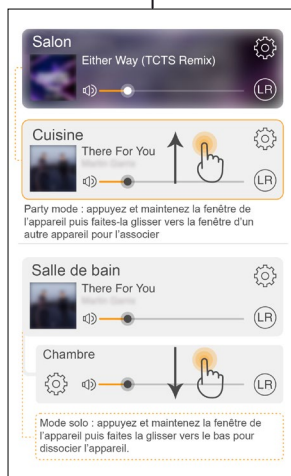 Salon
Either Way (TCTS Remix)
LR
Cuisine
There For You
LR
Party mode : appuyez et maintenez la fenêtre de
l'appareil puis faites-la glisser vers la fenêtre d'un
autre appareil pour l'associer
Salle de bain
There For You
LR
Chambre
LR
Mode solo : appuyez et maintenez la fenêtre de
l'appareil puis faites la glisser vers le bas pour
dissocier l'appareil.